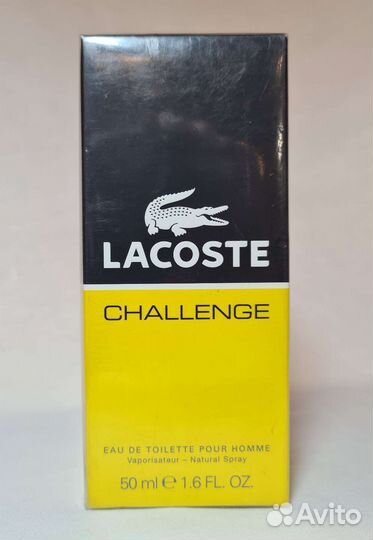 LACOSTE
CHALLENGE
EAU DE TOILETTE POUR HOMME
Vaporisateur – Natural Spray
50 ml ℮ 1.6 FL. OZ.
Avito